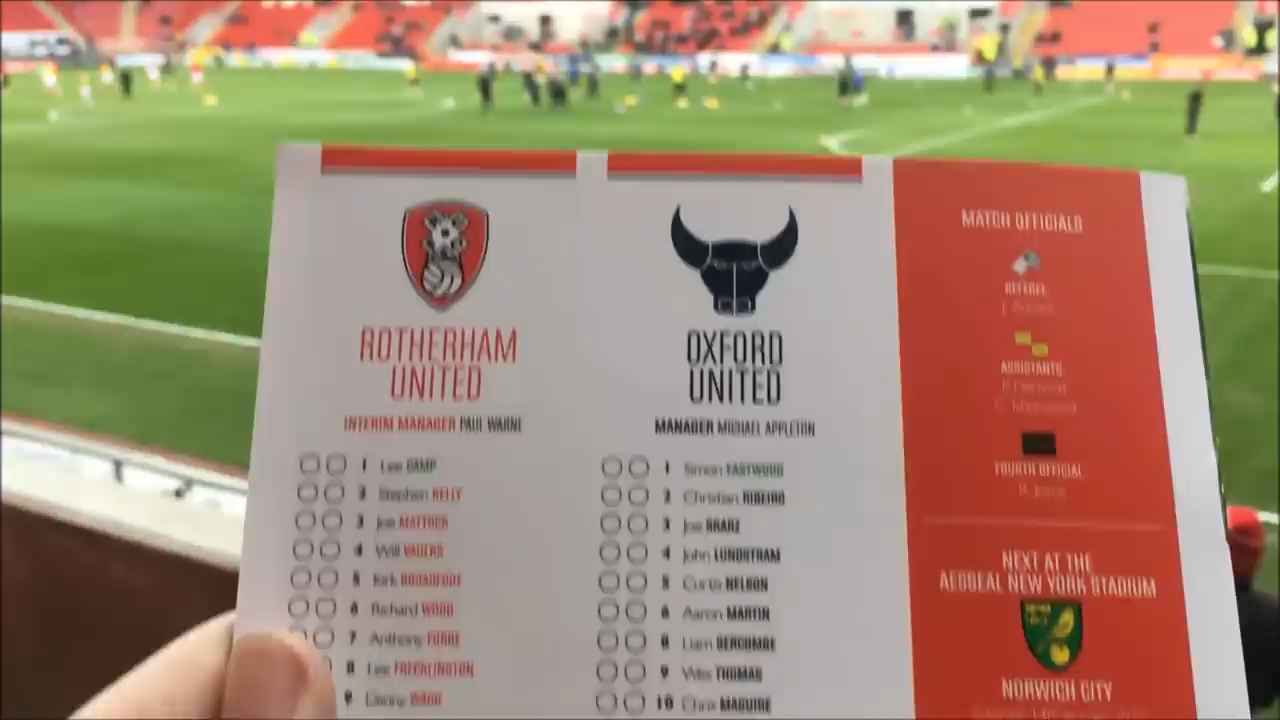 ROTHERHAM
UNITED
INTERIM MANAGER PAUL WARNE
1 Lee CAMP
2 Stephen KELLY
3 Joe MATTOCK
4 Will VAULKS
5 Kirk BROADFOOT
6 Richard WOOD
7 Anthony FORDE
8 Lee FRECKLINGTON
9 Danny WARD
OXFORD
UNITED
MANAGER MICHAEL APPLETON
1 Simon EASTWOOD
2 Christian RIBEIRO
3 Joe SKARZ
4 John LUNDSTRAM
5 Curtis NELSON
6 Aaron MARTIN
8 Liam SERCOMBE
9 Wes THOMAS
10 Chris MAGUIRE
MATCH OFFICIALS
REFEREE
ASSISTANTS
FOURTH OFFICIAL
NEXT AT THE
AESSEAL NEW YORK STADIUM
NORWICH CITY